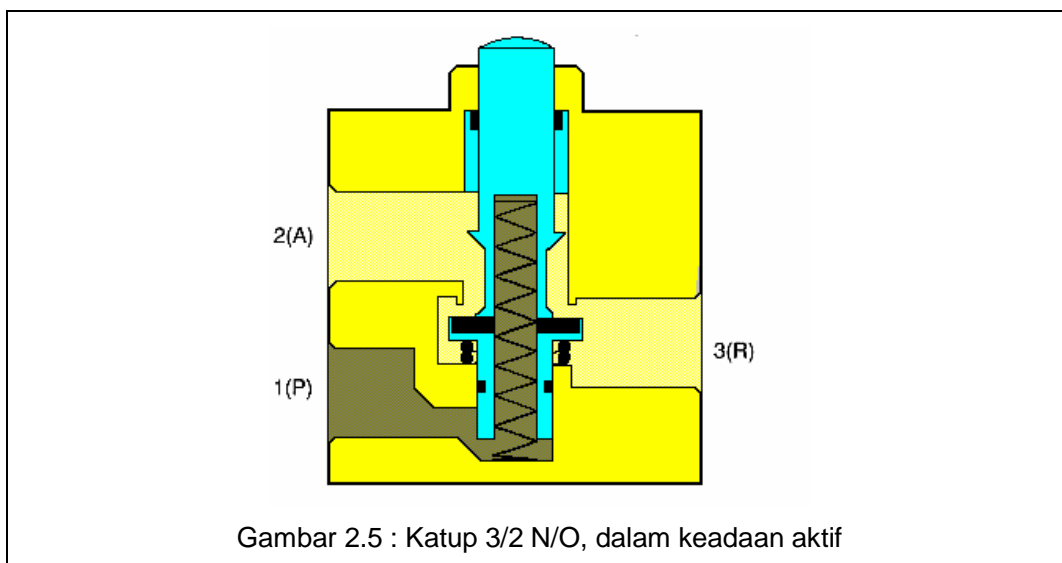 2(A)
3(R)
1(P)
Gambar 2.5 : Katup 3/2 N/O, dalam keadaan aktif